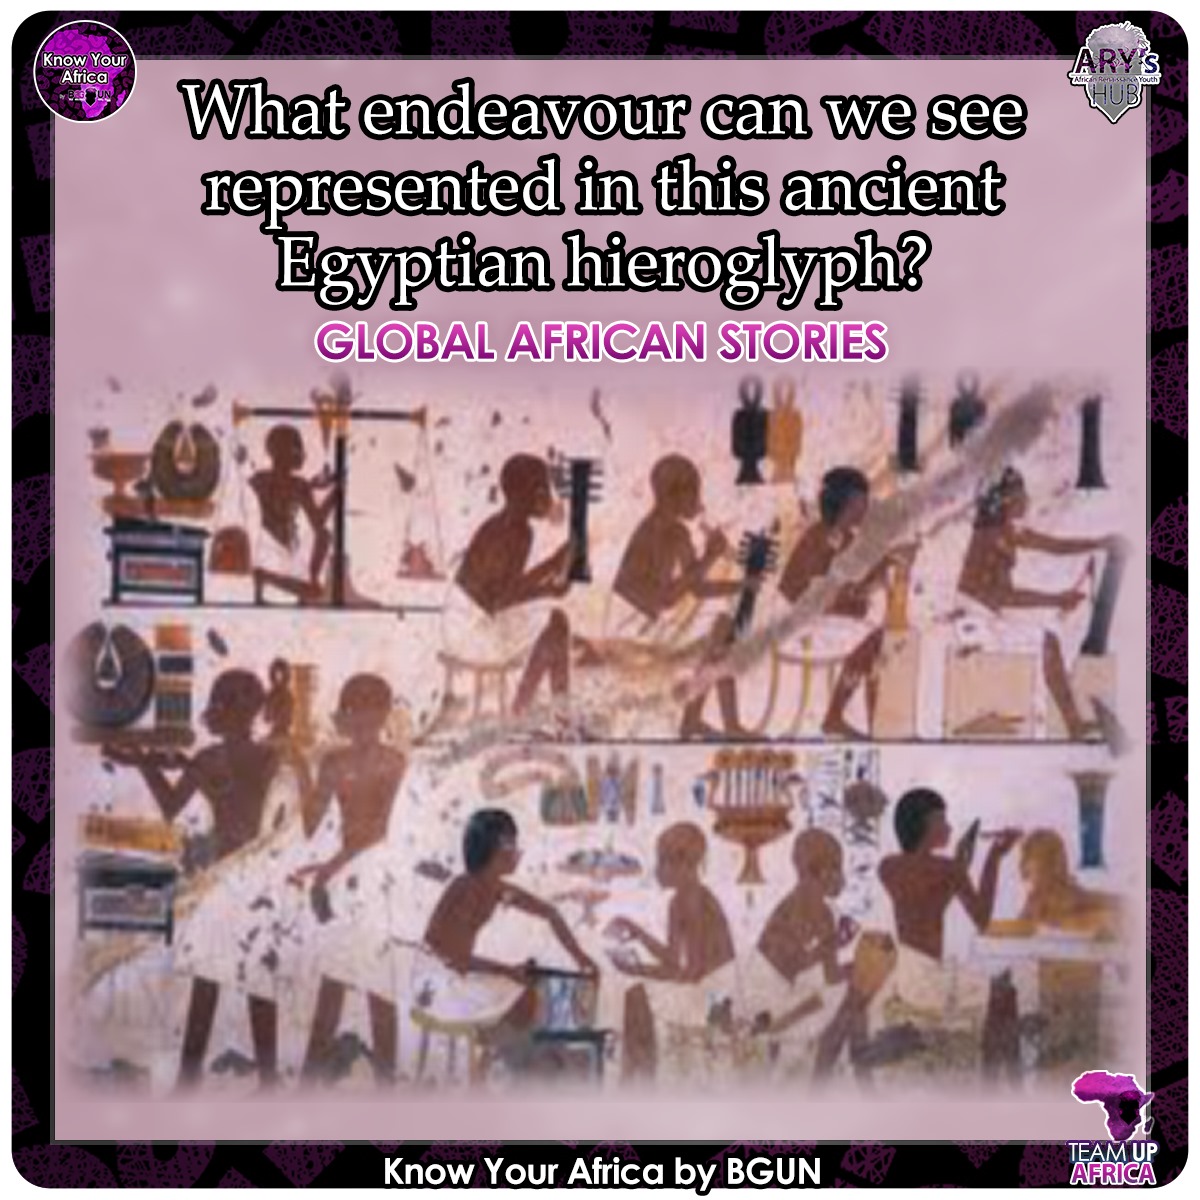 Know Your
Africa
by BGUN
ARY's
African Renaissance Youth
HUB
What endeavour can we see
represented in this ancient
Egyptian hieroglyph?
GLOBAL AFRICAN STORIES
TEAM UP
AFRICA
Know Your Africa by BGUN